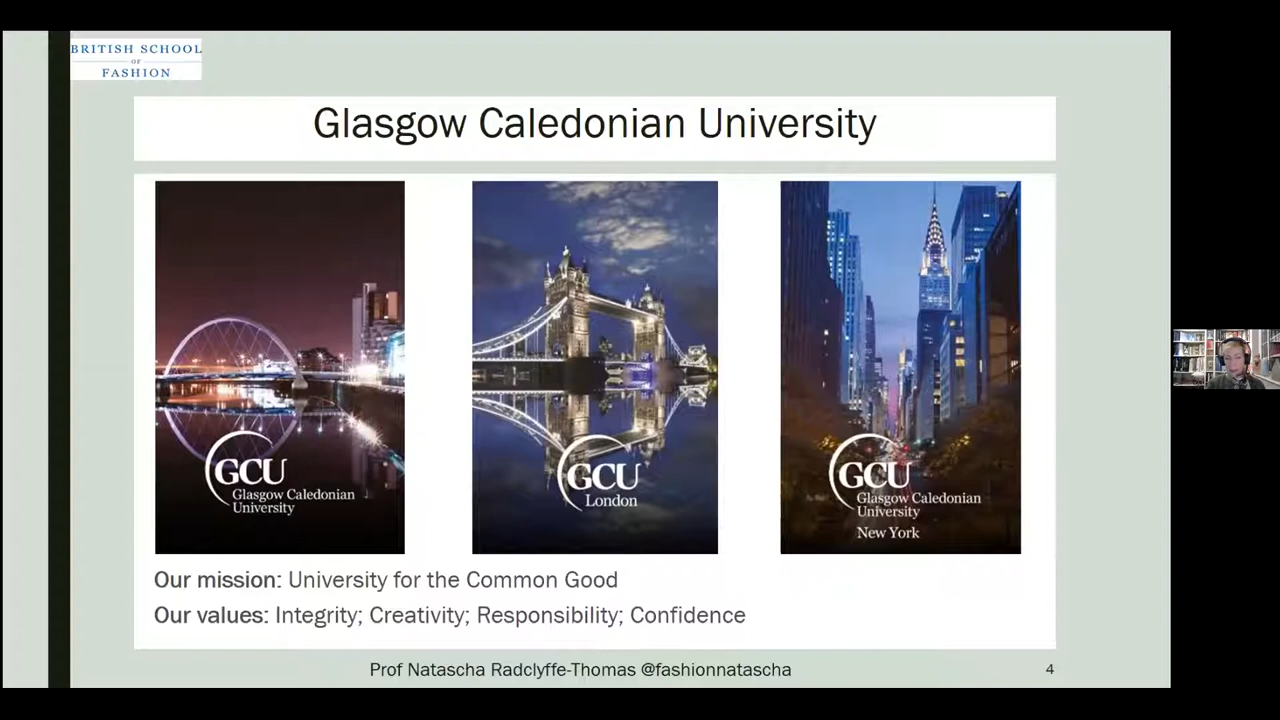 BRITISH SCHOOL
OF
FASHION
Glasgow Caledonian University
GCU
Glasgow Caledonian
University
GCU
London
GCU
Glasgow Caledonian
University
New York
Our mission: University for the Common Good
Our values: Integrity; Creativity; Responsibility; Confidence
Prof Natascha Radclyffe-Thomas @fashionnatascha
4